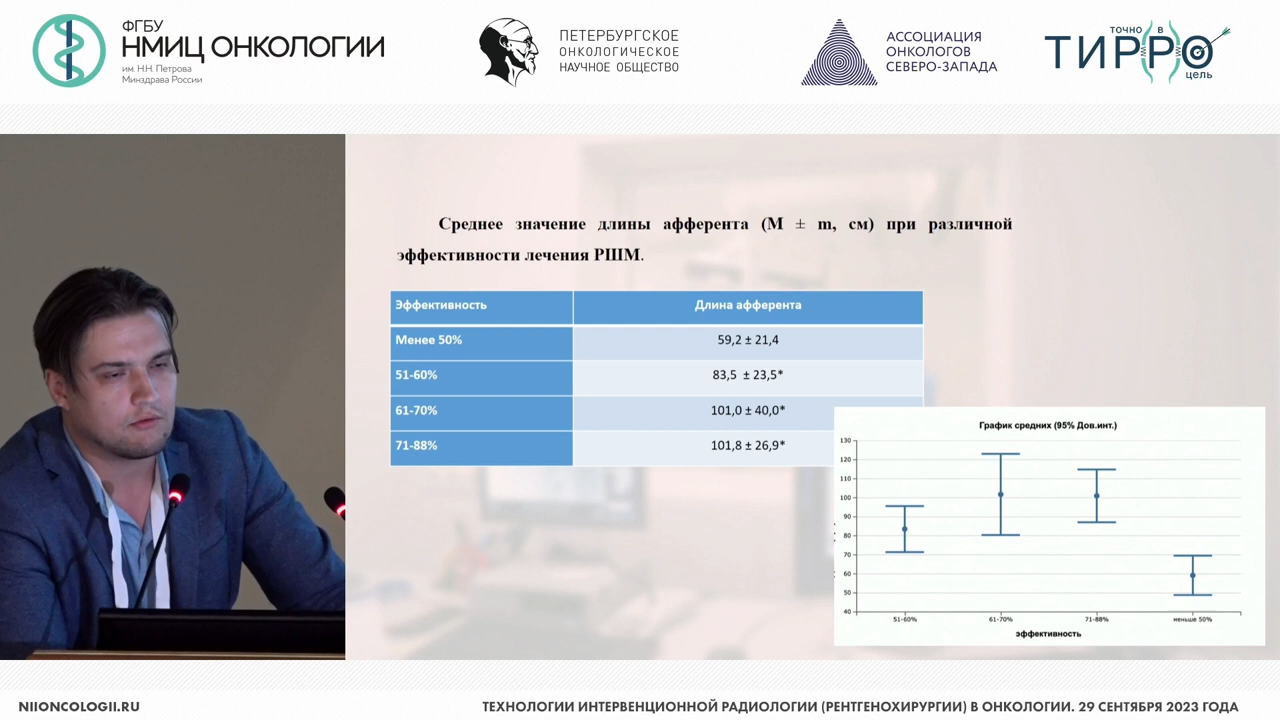 ФГБУ
НМИЦ ОНКОЛОГИИ
им. Н.Н. Петрова
Минздрава России
ПЕТЕРБУРГСКОЕ
ОНКОЛОГИЧЕСКОЕ
НАУЧНОЕ ОБЩЕСТВО
АССОЦИАЦИЯ
ОНКОЛОГОВ
СЕВЕРО-ЗАПАДА
ТОЧНО В
ТИРРО
цель
Среднее значение длины афферента (M ± m, см) при различной
эффективности лечения РШМ.
Эффективность Длина афферента
Менее 50% 59,2 ± 21,4
51-60% 83,5 ± 23,5*
61-70% 101,0 ± 40,0*
71-88% 101,8 ± 26,9*
График средних (95% Дов.инт.)
130
120
110
100
90
80
70
60
50
40
51-60% 61-70% 71-88% меньше 50%
эффективность
NIIONCOLOGII.RU
ТЕХНОЛОГИИ ИНТЕРВЕНЦИОННОЙ РАДИОЛОГИИ (РЕНТГЕНОХИРУРГИИ) В ОНКОЛОГИИ. 29 СЕНТЯБРЯ 2023 ГОДА